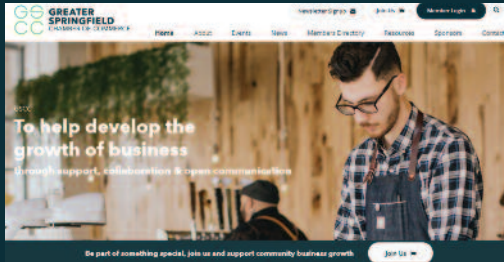 GREATER
SPRINGFIELD
CHAMBER OF COMMERCE
Newsletter Signup
Join Us
Member Login
Home
About
Events
News
Members Directory
Resources
Sponsors
Contact
To help develop the
growth of business
through support, collaboration & open communication
Be part of something special, join us and support community business growth
Join Us